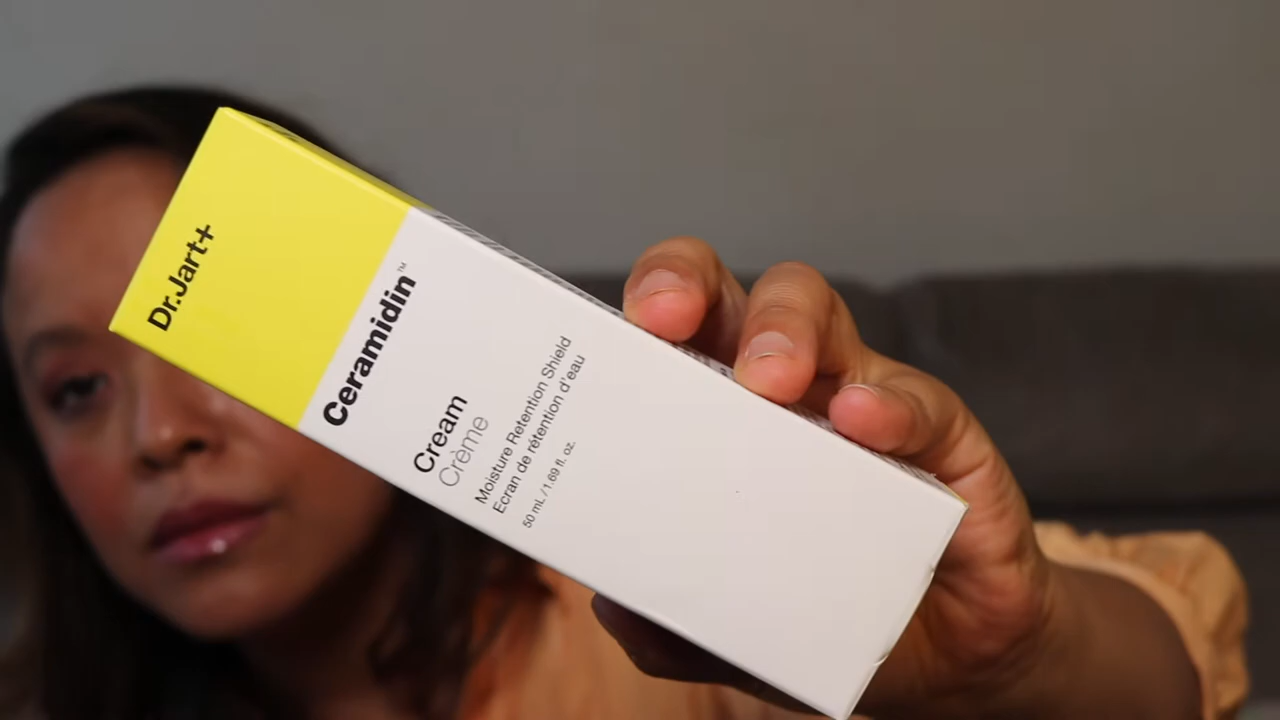 Dr.Jart+
Ceramidin™
Cream
Crème
Moisture Retention Shield
Ecran de rétention d'eau
50 mL / 1.69 fl. oz.